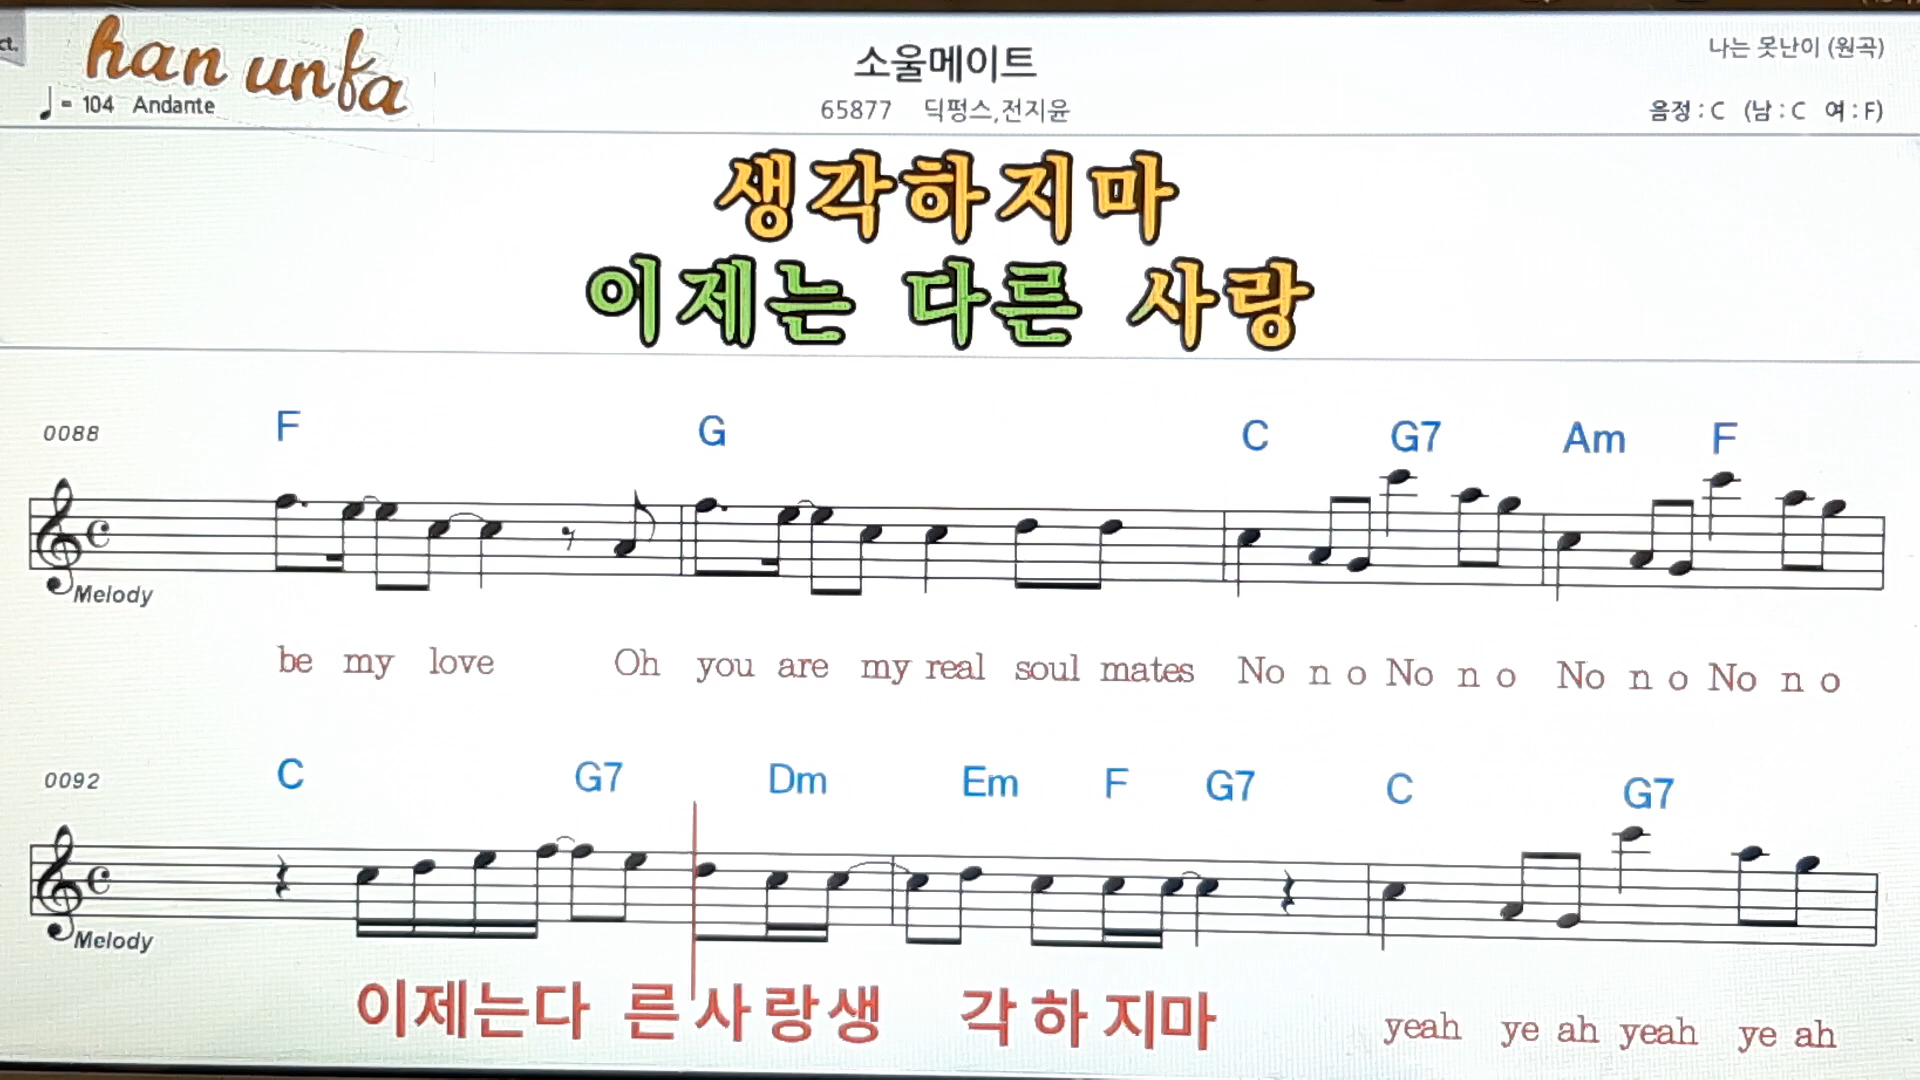 ct.
han unfa
♩= 104 Andante
소울메이트
65877 딕펑스,전지윤
나는 못난이 (원곡)
음정 : C (남 : C 여 : F)
생각하지마
이제는 다른 사랑
0088 F G C G7 Am F
Melody
be my love Oh you are my real soul mates No n o No n o No n o No n o
0092 C G7 Dm Em F G7 C G7
Melody
이제는다 른사랑생 각하지마 yeah ye ah yeah ye ah